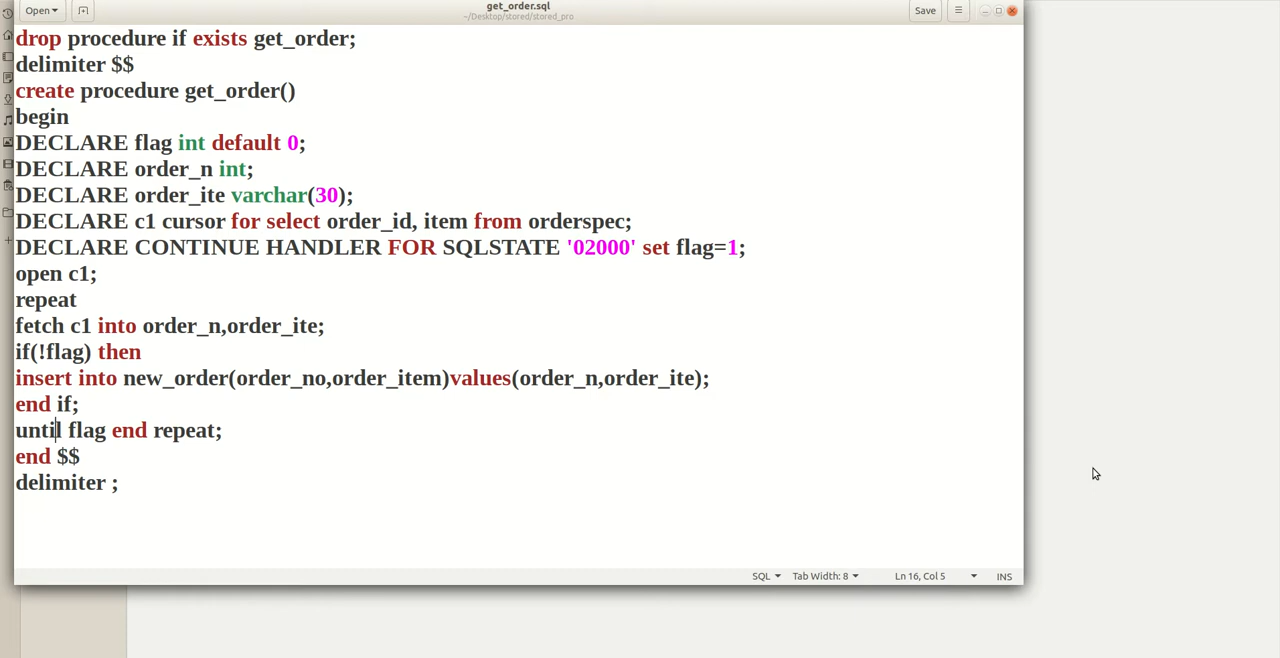 Open
get_order.sql
~/Desktop/stored/stored_pro
Save
drop procedure if exists get_order;
delimiter $$
create procedure get_order()
begin
DECLARE flag int default 0;
DECLARE order_n int;
DECLARE order_ite varchar(30);
DECLARE c1 cursor for select order_id, item from orderspec;
DECLARE CONTINUE HANDLER FOR SQLSTATE '02000' set flag=1;
open c1;
repeat
fetch c1 into order_n,order_ite;
if(!flag) then
insert into new_order(order_no,order_item)values(order_n,order_ite);
end if;
until flag end repeat;
end $$
delimiter ;
SQL Tab Width: 8 Ln 16, Col 5 INS